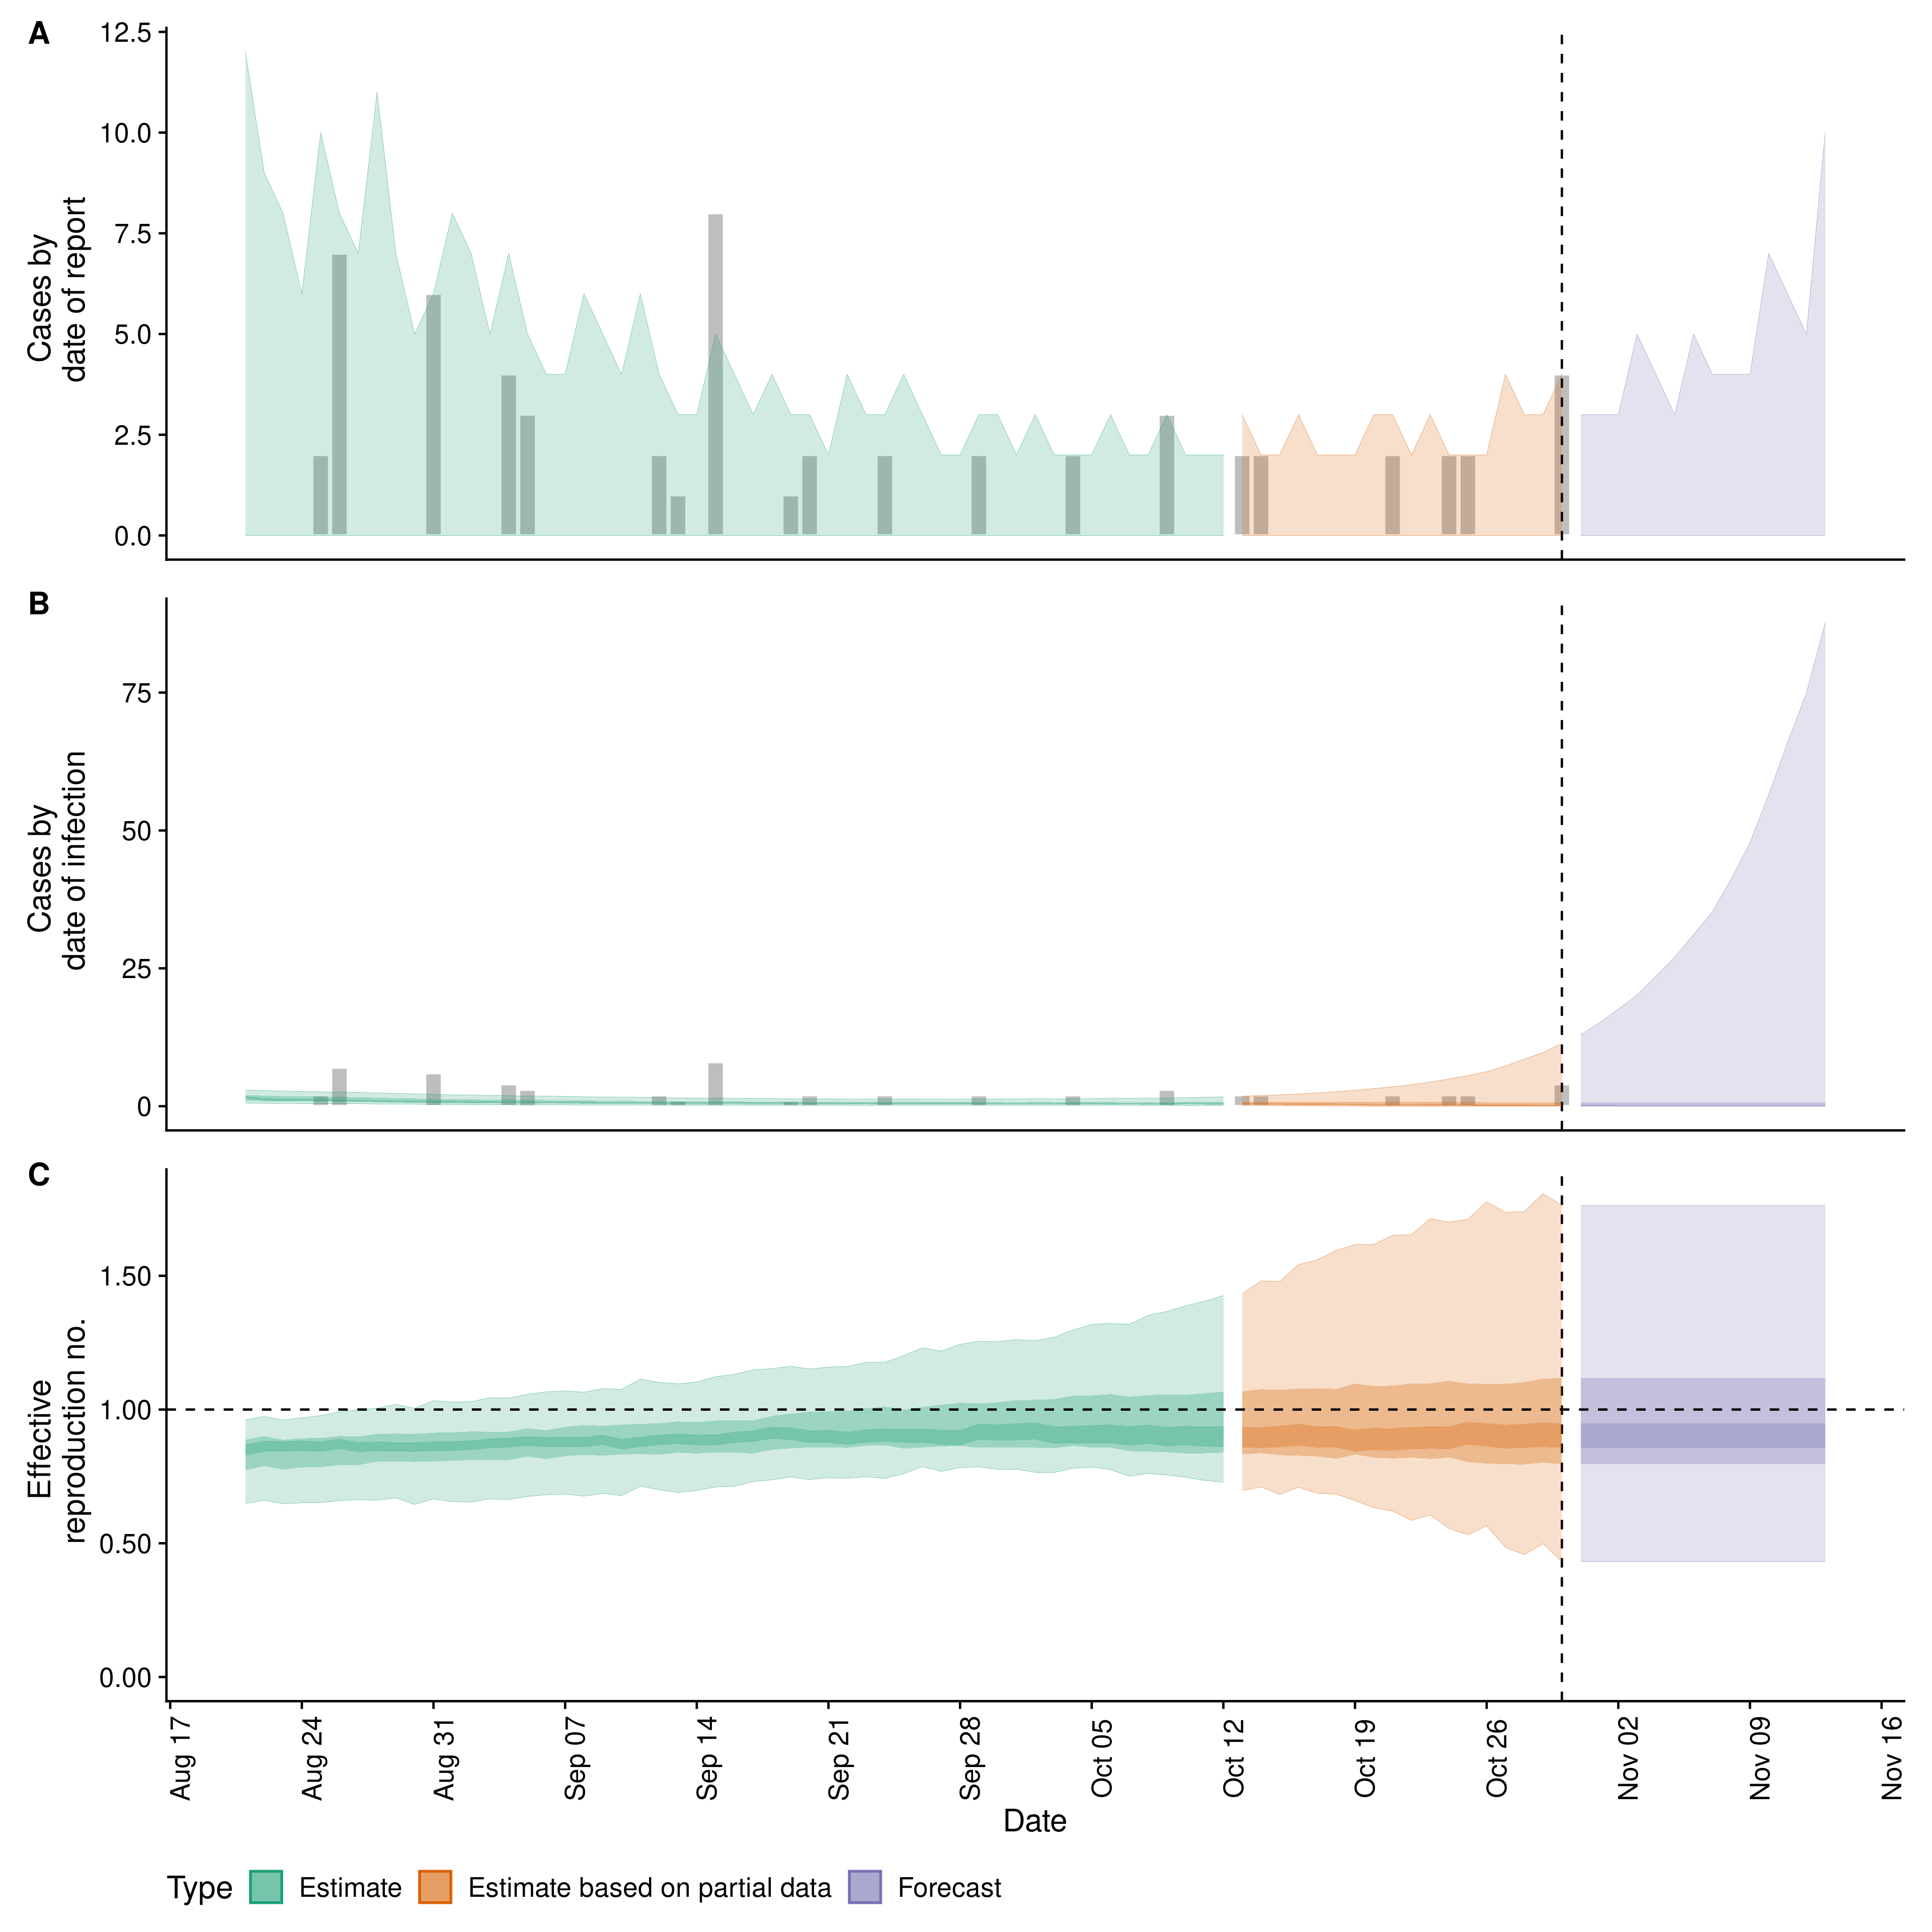 A
12.5
10.0
7.5
5.0
2.5
0.0
Cases by
date of report
B
75
50
25
0
Cases by
date of infection
C
1.50
1.00
0.50
0.00
Effective
reproduction no.
Aug 17
Aug 24
Aug 31
Sep 07
Sep 14
Sep 21
Sep 28
Oct 05
Oct 12
Oct 19
Oct 26
Nov 02
Nov 09
Nov 16
Date
Type Estimate Estimate based on partial data Forecast